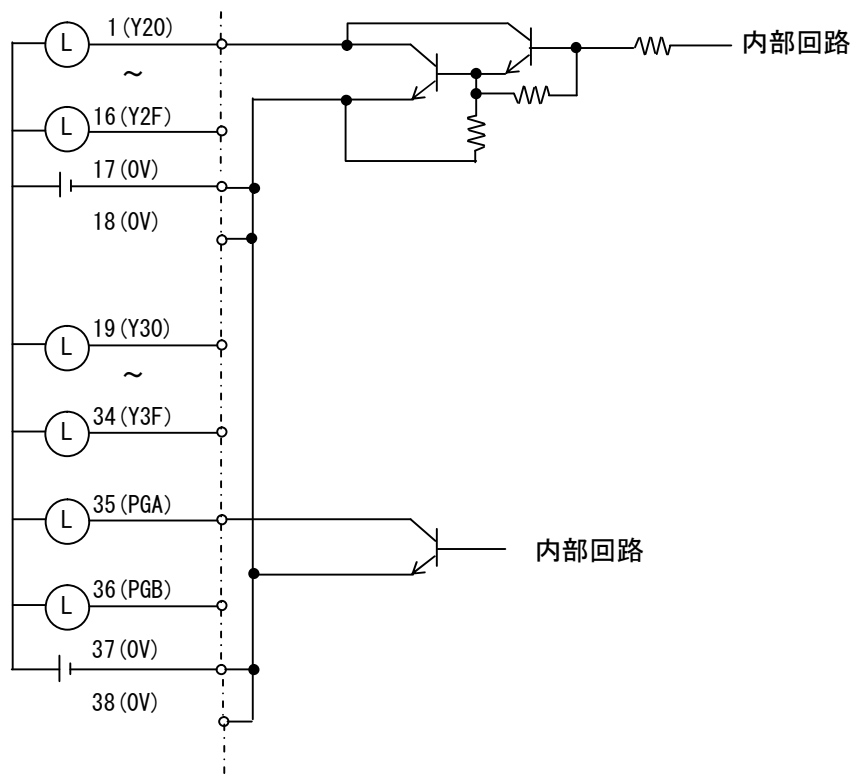 1(Y20)
L
内部回路
～
16(Y2F)
L
17(0V)
18(0V)
19(Y30)
L
～
34(Y3F)
L
35(PGA)
L
内部回路
36(PGB)
L
37(0V)
38(0V)